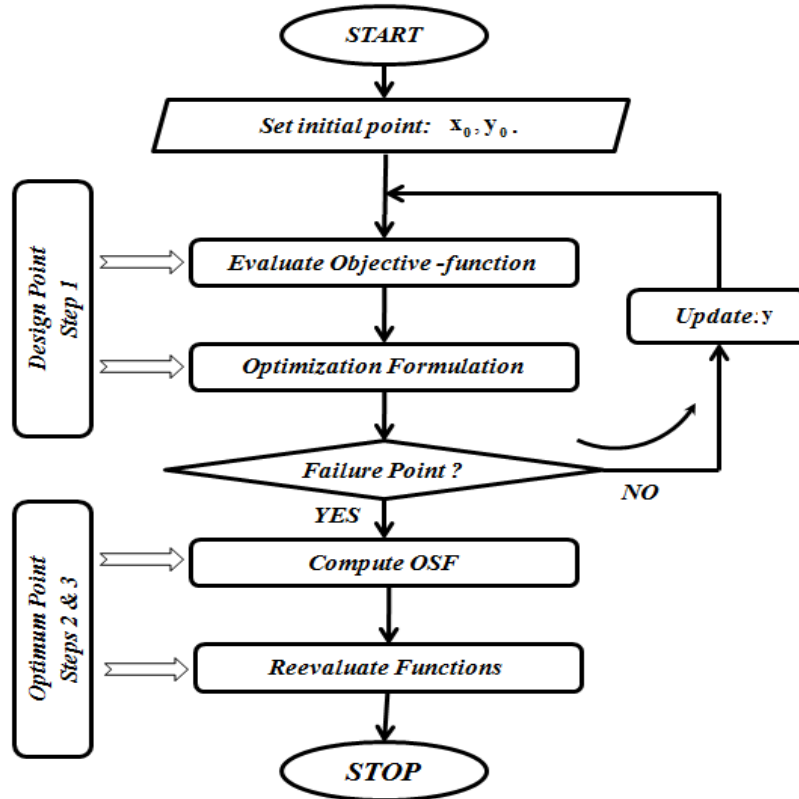 START
Set initial point: x₀, y₀.
Design Point
Step 1
Evaluate Objective -function
Update: y
Optimization Formulation
Failure Point ?
NO
YES
Optimum Point
Steps 2 & 3
Compute OSF
Reevaluate Functions
STOP